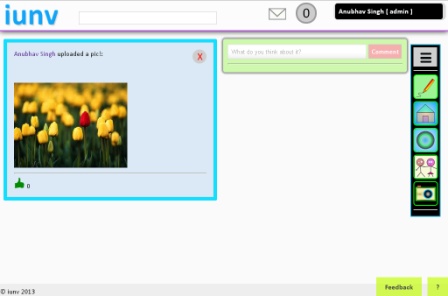 iunv
0
Anubhav Singh [ admin ]
Anubhav Singh uploaded a pic!:
X
What do you think about it?
Comment
0
Feedback
?
© iunv 2013